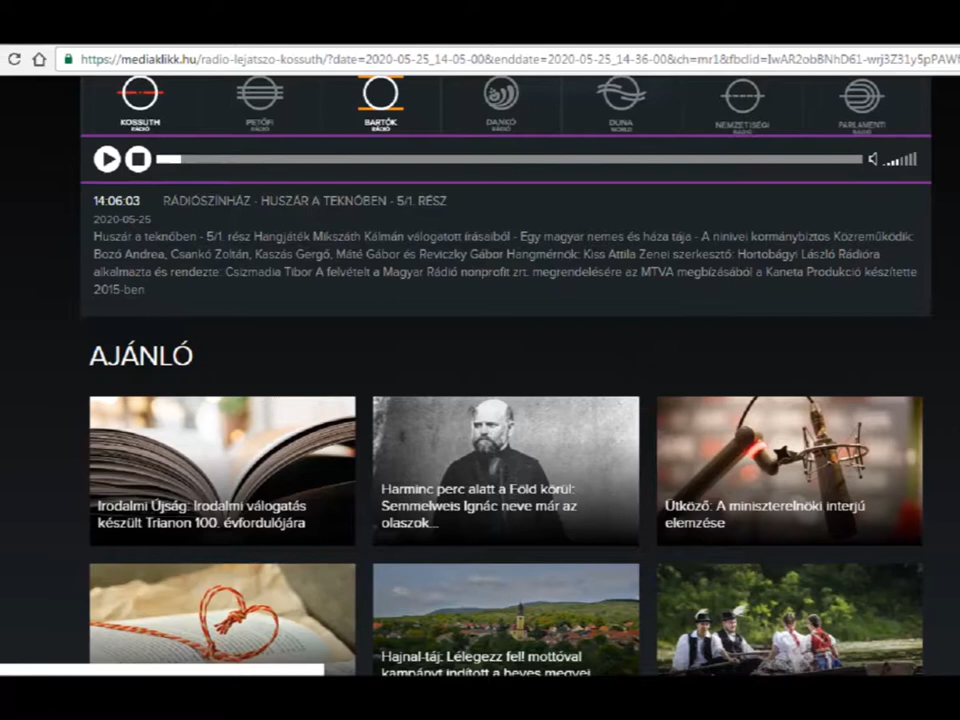 https://mediaklikk.hu/radio-lejatszo-kossuth/?date=2020-05-25_14-05-00&enddate=2020-05-25_14-36-00&ch=mr1&fbclid=IwAR2obBNhD61-wrj3Z31y5pPAWf
KOSSUTH RÁDIÓ
PETŐFI RÁDIÓ
BARTÓK RÁDIÓ
DANKÓ RÁDIÓ
DUNA WORLD
NEMZETISÉGI RÁDIÓ
PARLAMENTI RÁDIÓ
14:06:03 RÁDIÓSZÍNHÁZ - HUSZÁR A TEKNŐBEN - 5/1. RÉSZ
2020-05-25
Huszár a teknőben - 5/1. rész Hangjáték Mikszáth Kálmán válogatott írásaiból - Egy magyar nemes és háza tája - A ninivei kormánybiztos Közreműködik:
Bozó Andrea, Csankó Zoltán, Kaszás Gergő, Máté Gábor és Reviczky Gábor Hangmérnök: Kiss Attila Zenei szerkesztő: Hortobágyi László Rádióra
alkalmazta és rendezte: Csizmadia Tibor A felvételt a Magyar Rádió nonprofit zrt. megrendelésére az MTVA megbízásából a Kaneta Produkció készítette
2015-ben
AJÁNLÓ
Irodalmi Újság: Irodalmi válogatás
készült Trianon 100. évfordulójára
Harminc perc alatt a Föld körül:
Semmelweis Ignác neve már az
olaszok...
Ütköző: A miniszterelnöki interjú
elemzése
Hajnal-táj: Lélegezz fel! mottóval
kampányt indított a heves megyei